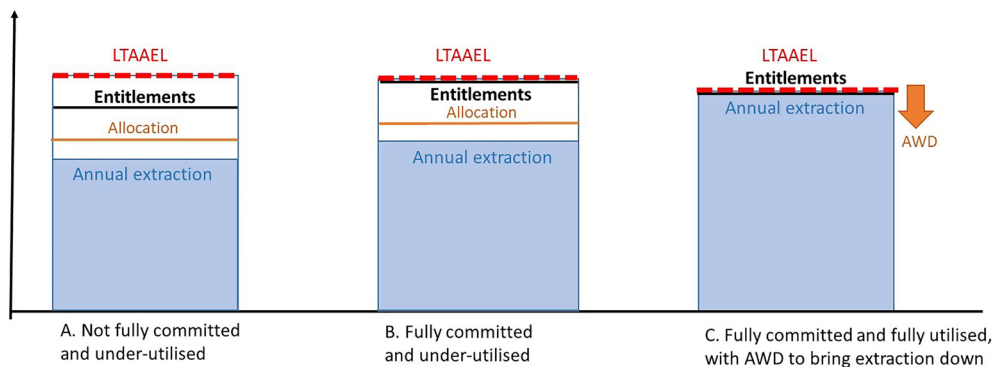 LTAAEL
Entitlements
Allocation
Annual extraction
A. Not fully committed
and under-utilised
LTAAEL
Entitlements
Allocation
Annual extraction
B. Fully committed
and under-utilised
LTAAEL
Entitlements
Annual extraction
AWD
C. Fully committed and fully utilised,
with AWD to bring extraction down